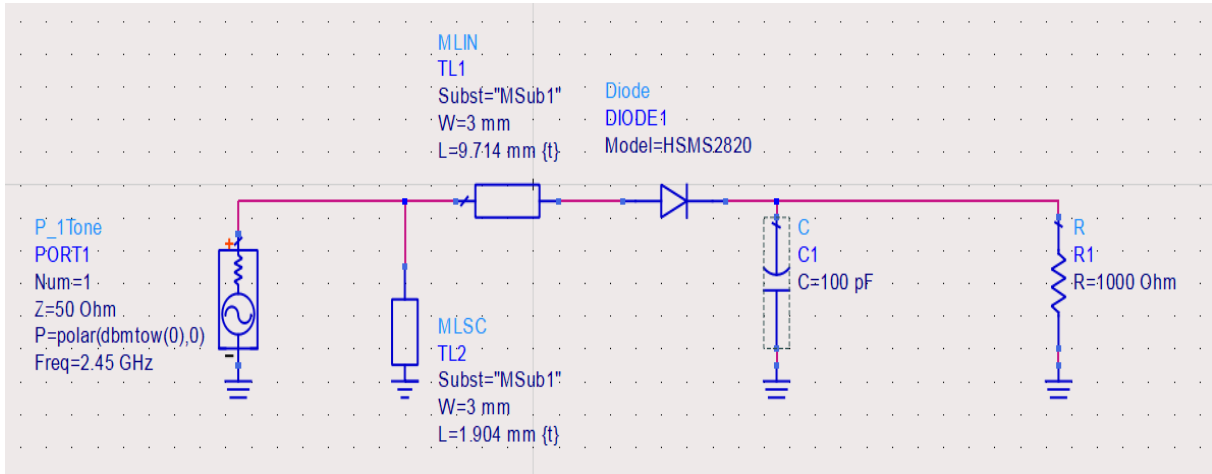 MLIN
TL1
Subst="MSub1"
W=3 mm
L=9.714 mm {t}
Diode
DIODE1
Model=HSMS2820
P_1Tone
PORT1
Num=1
Z=50 Ohm
P=polar(dbmtow(0),0)
Freq=2.45 GHz
+
-
MLSC
TL2
Subst="MSub1"
W=3 mm
L=1.904 mm {t}
C
C1
C=100 pF
R
R1
R=1000 Ohm